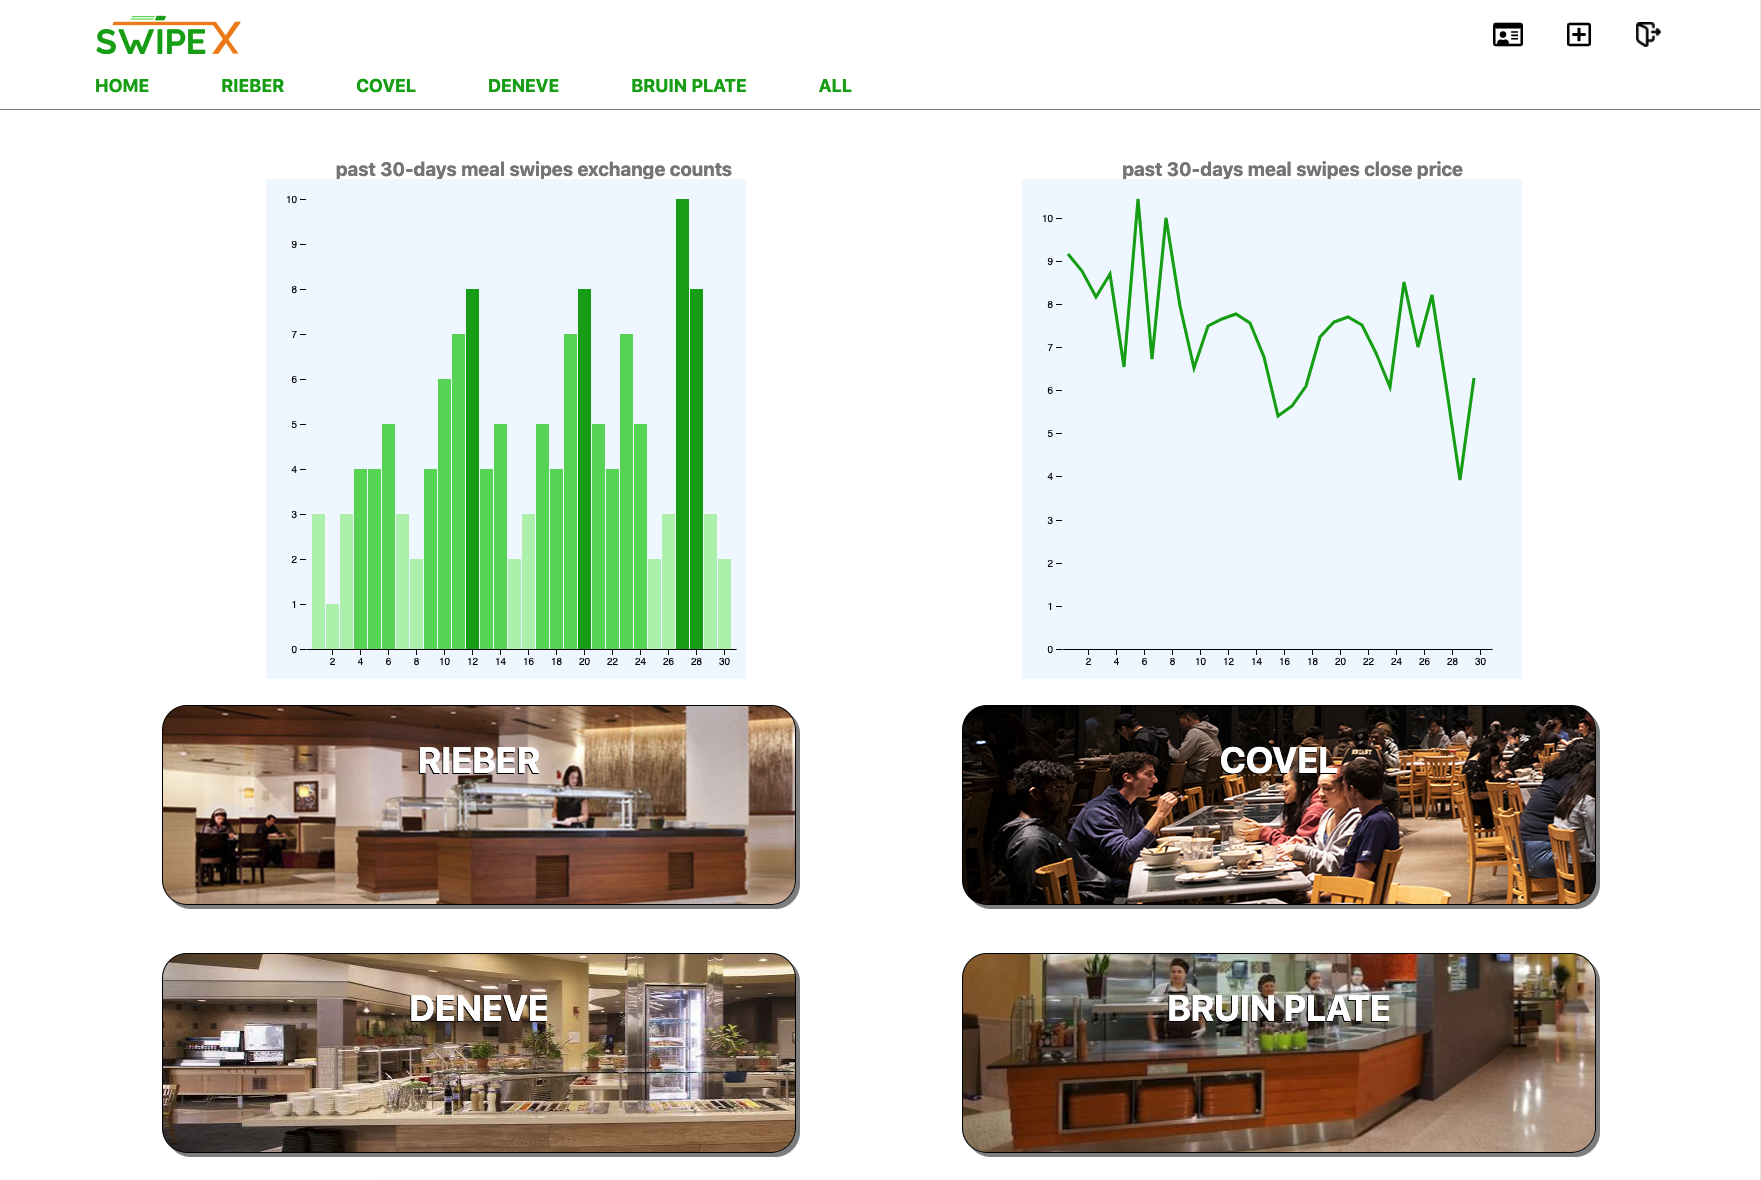 SWIPEX
HOME RIEBER COVEL DENEVE BRUIN PLATE ALL
past 30-days meal swipes exchange counts
10
9
8
7
6
5
4
3
2
1
0
2 4 6 8 10 12 14 16 18 20 22 24 26 28 30
past 30-days meal swipes close price
10
9
8
7
6
5
4
3
2
1
0
2 4 6 8 10 12 14 16 18 20 22 24 26 28 30
RIEBER
COVEL
DENEVE
BRUIN PLATE